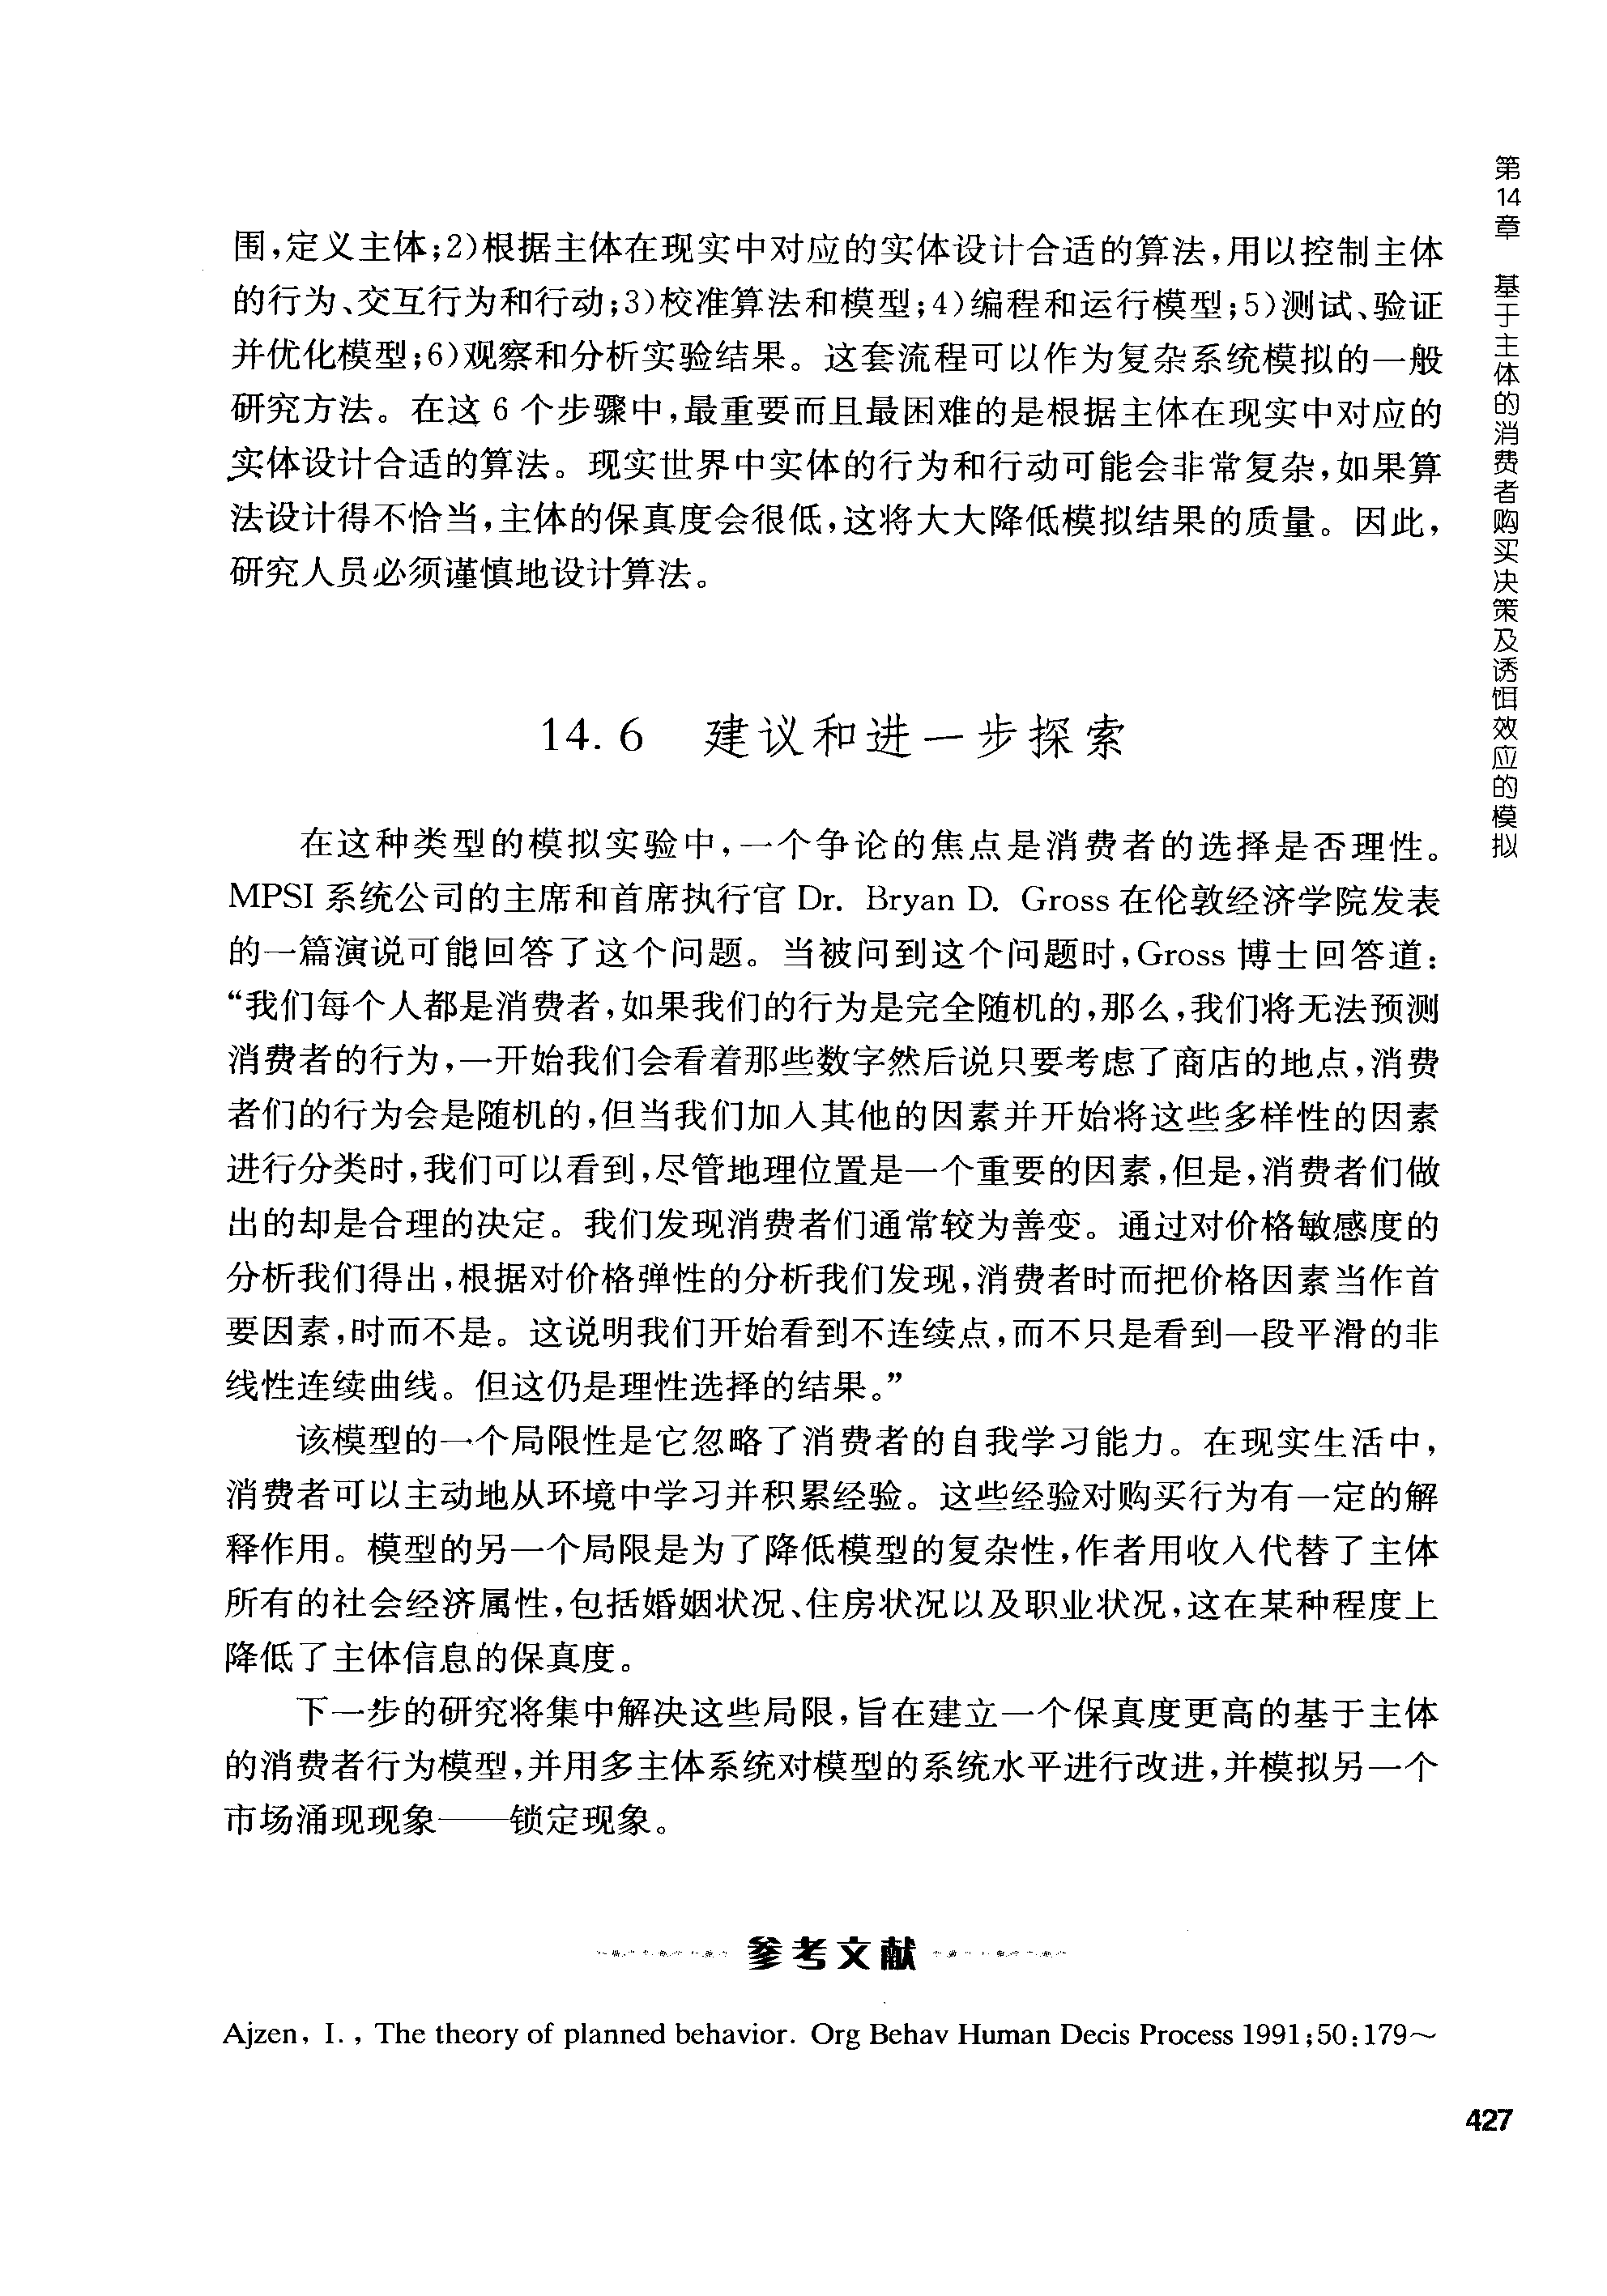 围,定义主体;2)根据主体在现实中对应的实体设计合适的算法,用以控制主体
的行为、交互行为和行动;3)校准算法和模型;4)编程和运行模型;5)测试、验证
并优化模型;6)观察和分析实验结果。这套流程可以作为复杂系统模拟的一般
研究方法。在这 6 个步骤中,最重要而且最困难的是根据主体在现实中对应的
实体设计合适的算法。现实世界中实体的行为和行动可能会非常复杂,如果算
法设计得不恰当,主体的保真度会很低,这将大大降低模拟结果的质量。因此,
研究人员必须谨慎地设计算法。
14.6 建议和进一步探索
在这种类型的模拟实验中,一个争论的焦点是消费者的选择是否理性。
MPSI 系统公司的主席和首席执行官 Dr. Bryan D. Gross 在伦敦经济学院发表
的一篇演说可能回答了这个问题。当被问到这个问题时,Gross 博士回答道:
“我们每个人都是消费者,如果我们的行为是完全随机的,那么,我们将无法预测
消费者的行为,一开始我们会看着那些数字然后说只要考虑了商店的地点,消费
者们的行为会是随机的,但当我们加入其他的因素并开始将这些多样性的因素
进行分类时,我们可以看到,尽管地理位置是一个重要的因素,但是,消费者们做
出的却是合理的决定。我们发现消费者们通常较为善变。通过对价格敏感度的
分析我们得出,根据对价格弹性的分析我们发现,消费者时而把价格因素当作首
要因素,时而不是。这说明我们开始看到不连续点,而不只是看到一段平滑的非
线性连续曲线。但这仍是理性选择的结果。”
该模型的一个局限性是它忽略了消费者的自我学习能力。在现实生活中,
消费者可以主动地从环境中学习并积累经验。这些经验对购买行为有一定的解
释作用。模型的另一个局限是为了降低模型的复杂性,作者用收入代替了主体
所有的社会经济属性,包括婚姻状况、住房状况以及职业状况,这在某种程度上
降低了主体信息的保真度。
下一步的研究将集中解决这些局限,旨在建立一个保真度更高的基于主体
的消费者行为模型,并用多主体系统对模型的系统水平进行改进,并模拟另一个
市场涌现现象——锁定现象。
参考文献
Ajzen, I., The theory of planned behavior. Org Behav Human Decis Process 1991;50:179~
第14章 基于主体的消费者购买决策及诱饵效应的模拟
427